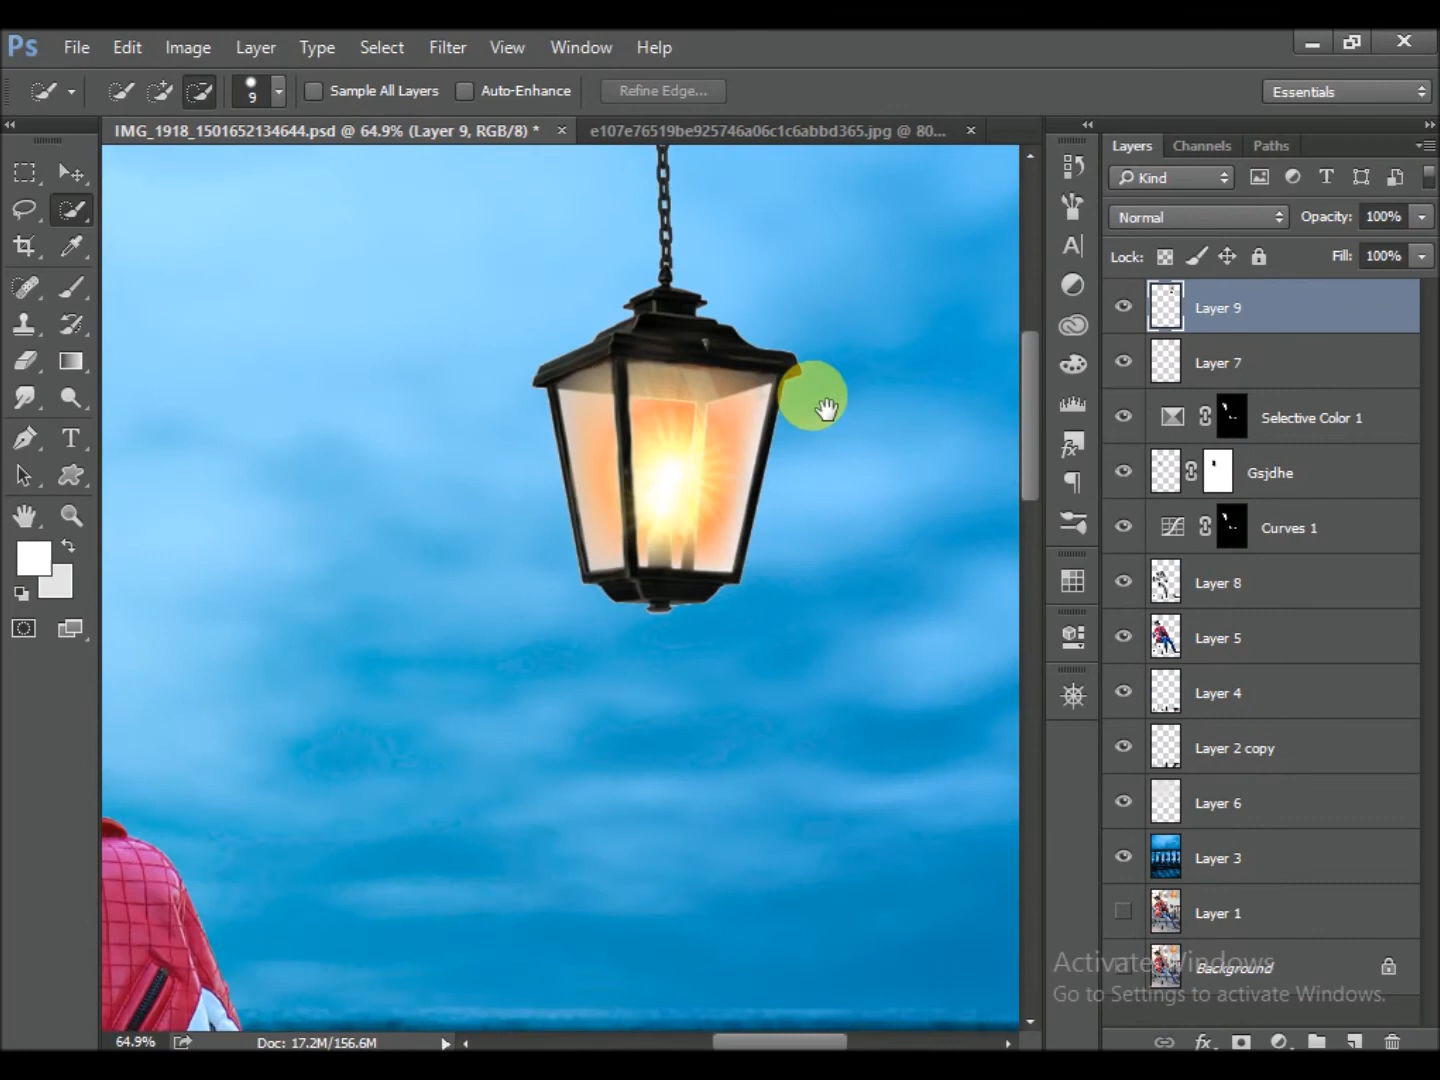 Ps File Edit Image Layer Type Select Filter View Window Help
9 Sample All Layers Auto-Enhance Refine Edge... Essentials
IMG_1918_1501652134644.psd @ 64.9% (Layer 9, RGB/8) * e107e76519be925746a06c1c6abbd365.jpg @ 80...
Layers Channels Paths
Kind
Normal Opacity: 100%
Lock: Fill: 100%
Layer 9
Layer 7
Selective Color 1
Gsjdhe
Curves 1
Layer 8
Layer 5
Layer 4
Layer 2 copy
Layer 6
Layer 3
Layer 1
Background
Activate Windows
Go to Settings to activate Windows.
64.9% Doc: 17.2M/156.6M